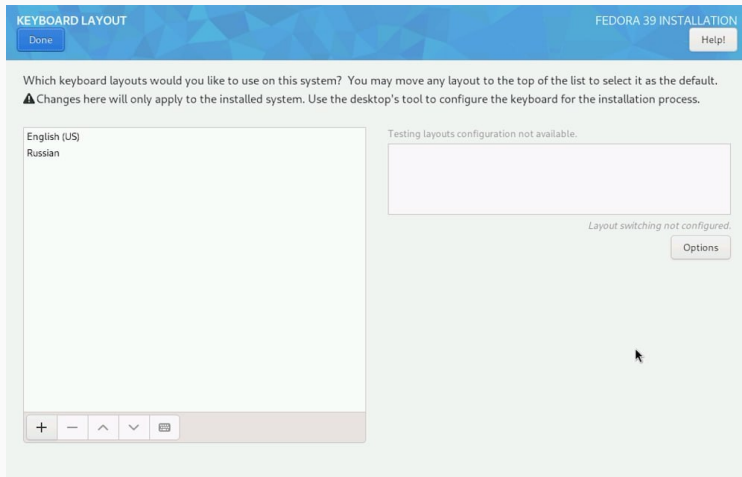 KEYBOARD LAYOUT
FEDORA 39 INSTALLATION
Done
Help!
Which keyboard layouts would you like to use on this system? You may move any layout to the top of the list to select it as the default.
Changes here will only apply to the installed system. Use the desktop's tool to configure the keyboard for the installation process.
English (US)
Russian
Testing layouts configuration not available.
Layout switching not configured.
Options